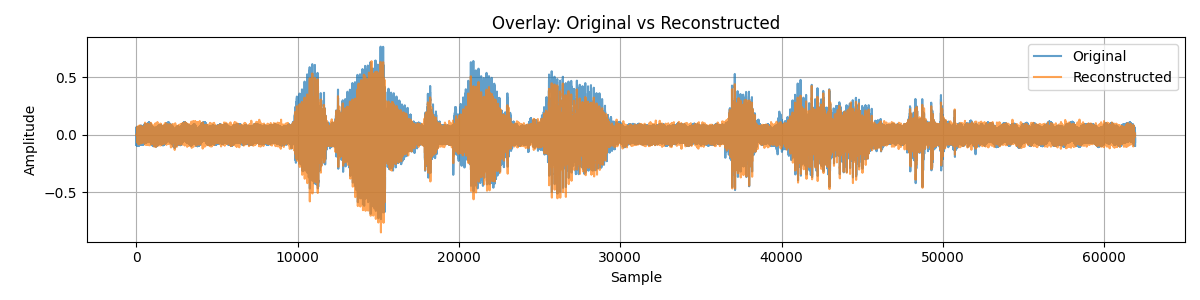 Overlay: Original vs Reconstructed
Original
Reconstructed
Amplitude
0.5
0.0
−0.5
0 10000 20000 30000 40000 50000 60000
Sample